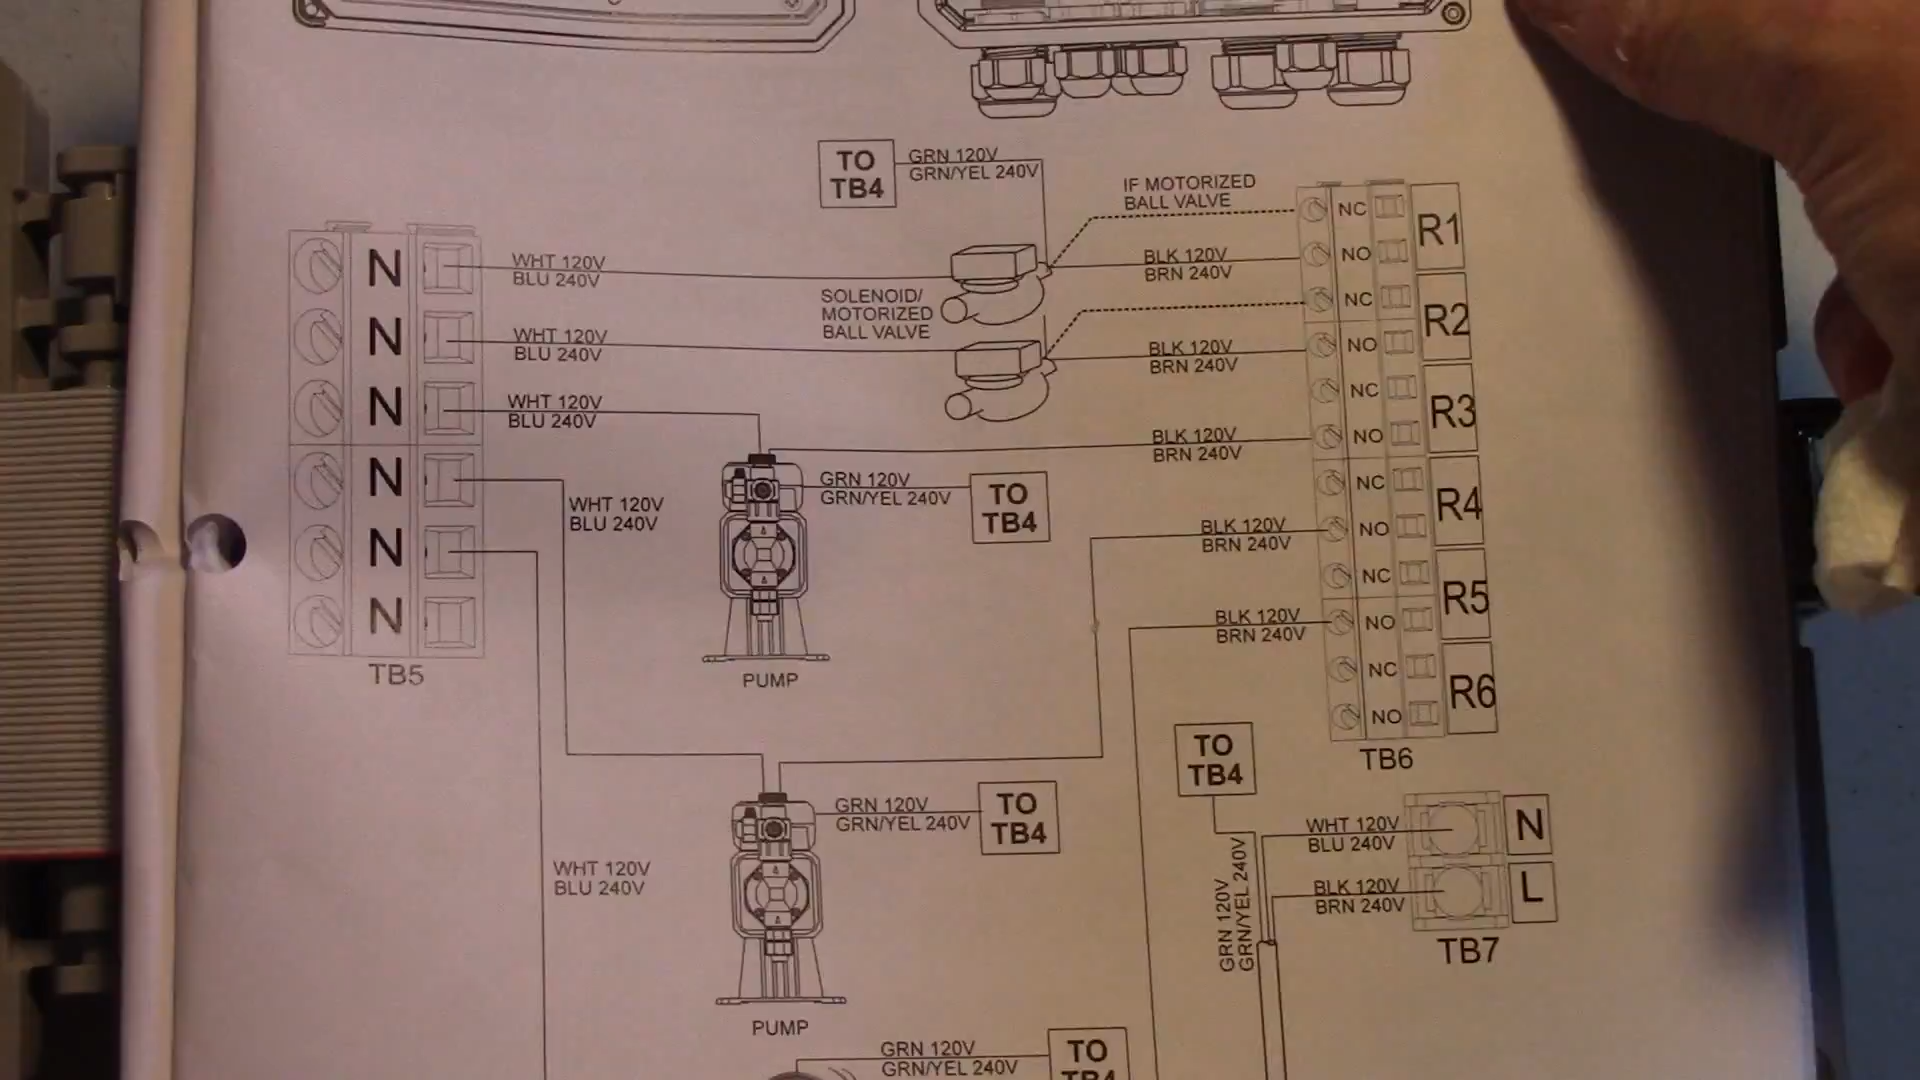 TO
TB4
GRN 120V
GRN/YEL 240V
IF MOTORIZED
BALL VALVE
NC
R1
NO
N
WHT 120V
BLU 240V
BLK 120V
BRN 240V
SOLENOID/
MOTORIZED
BALL VALVE
NC
R2
NO
N
WHT 120V
BLU 240V
BLK 120V
BRN 240V
NC
R3
NO
N
WHT 120V
BLU 240V
BLK 120V
BRN 240V
N
WHT 120V
BLU 240V
GRN 120V
GRN/YEL 240V
TO
TB4
NC
R4
NO
BLK 120V
BRN 240V
N
NC
R5
NO
BLK 120V
BRN 240V
N
TB5
PUMP
NC
R6
NO
TB6
TO
TB4
GRN 120V
GRN/YEL 240V
TO
TB4
WHT 120V
BLU 240V
N
GRN 120V
GRN/YEL 240V
WHT 120V
BLU 240V
BLK 120V
BRN 240V
L
TB7
PUMP
GRN 120V
GRN/YEL 240V
TO
TB4